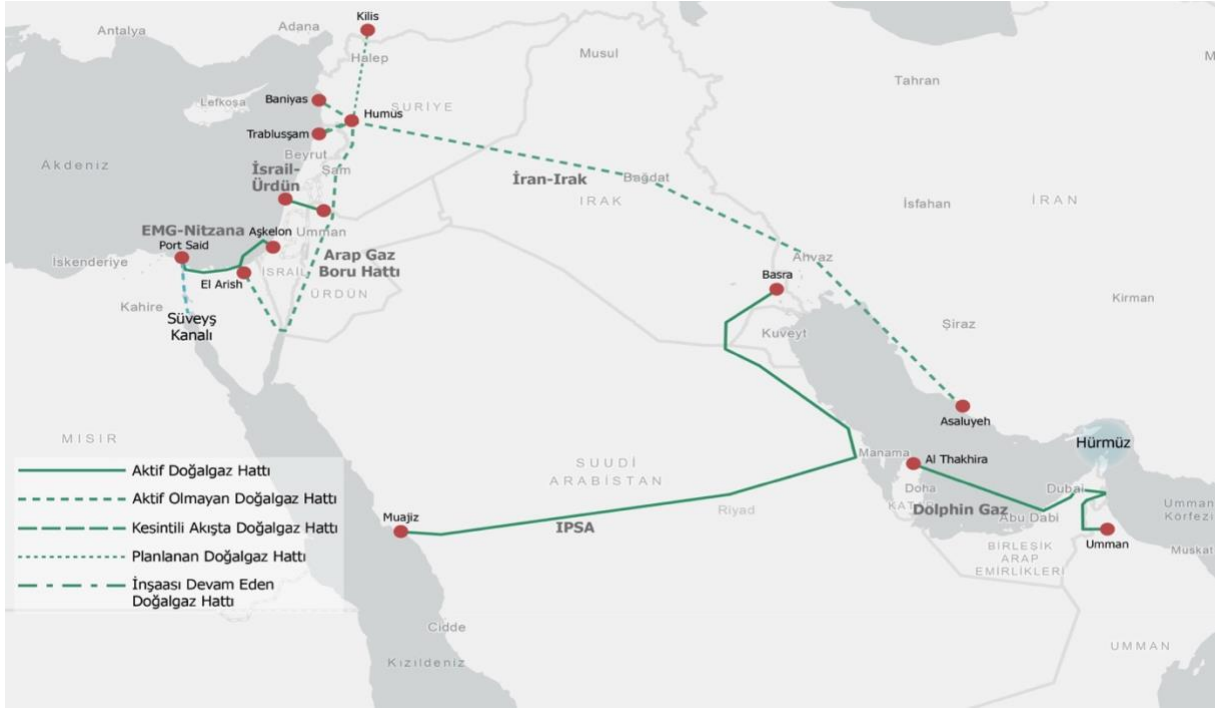 Kilis
Antalya
Adana
Halep
Musul
Tahran
Lefkoşa
Baniyas
SURİYE
Humus
Trablusşam
Beyrut
Akdeniz
Şam
İsrail-
Ürdün
İran-Irak
Bağdat
IRAK
İsfahan
İRAN
EMG-Nitzana
Aşkelon
Umman
Port Said
İskenderiye
Arap Gaz
Boru Hattı
Ahvaz
İSRAİL
Basra
El Arish
ÜRDÜN
Kahire
Kirman
Süveyş
Kanalı
Kuveyt
Şiraz
Asaluyeh
MISIR
Hürmüz
Manama
Al Thakhira
SUUDİ
ARABİSTAN
Aktif Doğalgaz Hattı
Aktif Olmayan Doğalgaz Hattı
Kesintili Akışta Doğalgaz Hattı
Planlanan Doğalgaz Hattı
İnşaası Devam Eden
Doğalgaz Hattı
Doha
Dubai
KAT
Dolphin Gaz
Abu Dabi
Umman
Körfezi
Muajiz
IPSA
Riyad
Umman
Muskat
BİRLEŞİK
ARAP
EMİRLİKLERİ
Cidde
Kızıldeniz
UMMAN